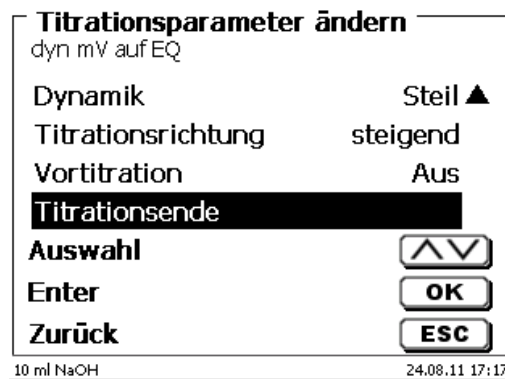 Titrationsparameter ändern
dyn mV auf EQ
Dynamik Steil ▲
Titrationsrichtung steigend
Vortitration Aus
Titrationsende
Auswahl
Enter OK
Zurück ESC
10 ml NaOH 24.08.11 17:17